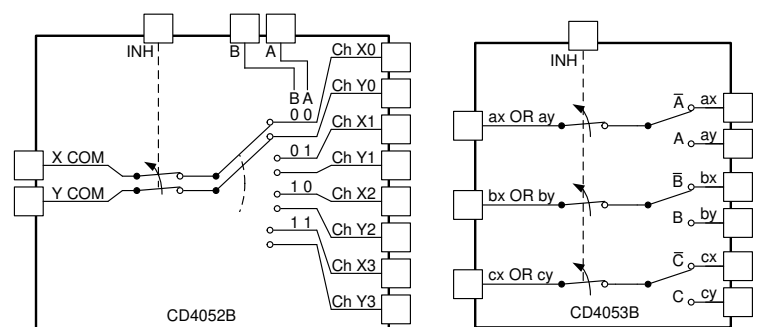 INH
B
A
Ch X0
Ch Y0
B A
0 0
Ch X1
0 1
Ch Y1
X COM
Y COM
1 0
Ch X2
Ch Y2
1 1
Ch X3
Ch Y3
CD4052B
INH
A̅ ax
ax OR ay
A ay
B̅ bx
bx OR by
B by
C̅ cx
cx OR cy
C cy
CD4053B